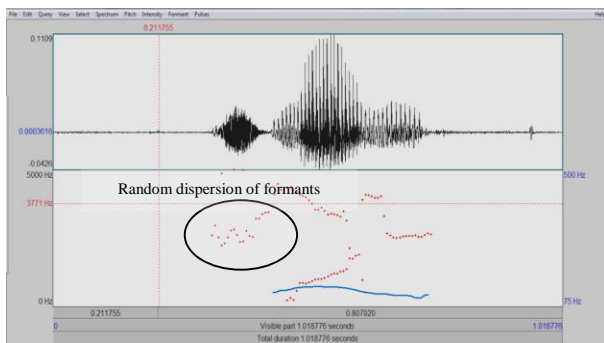 File Edit Query View Select Spectrum Pitch Intensity Formant Pulses Help
0.211755
0.1109
0.0003616
-0.0426
5000 Hz 500 Hz
Random dispersion of formants
3771 Hz
0 Hz 75 Hz
0.211755 0.807020
0 Visible part 1.018776 seconds 1.018776
Total duration 1.018776 seconds